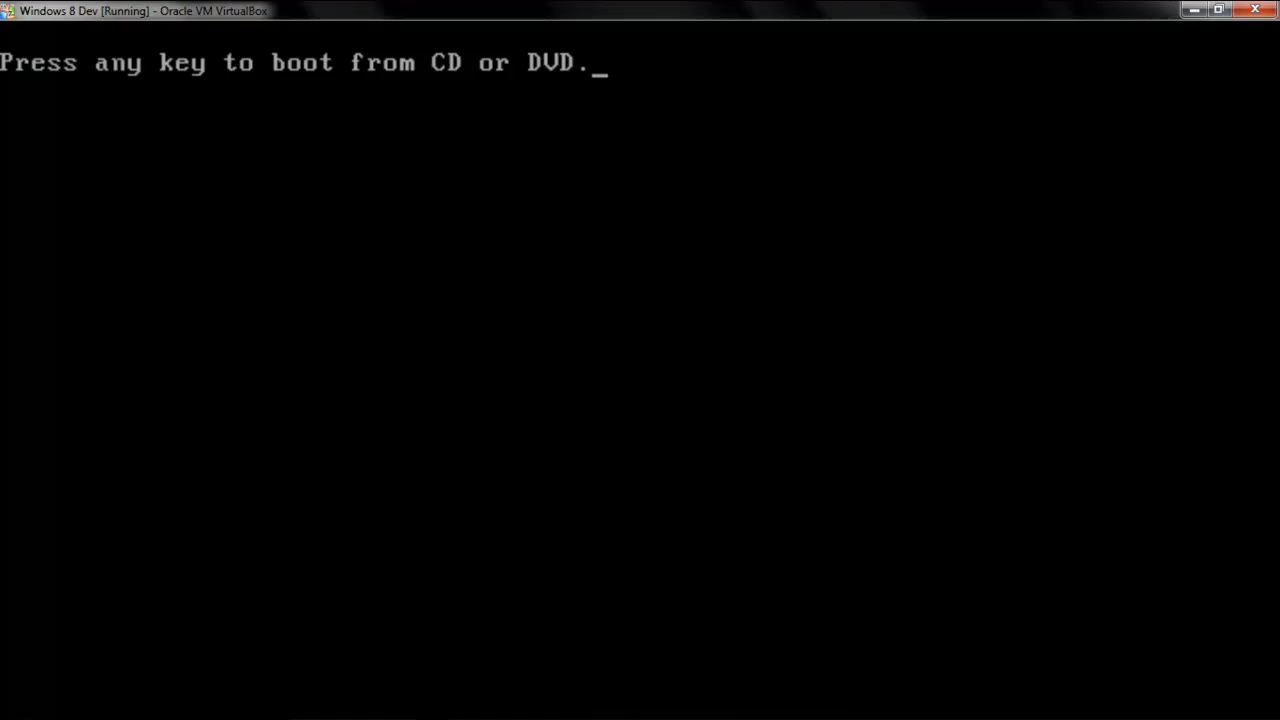 Windows 8 Dev [Running] - Oracle VM VirtualBox
Press any key to boot from CD or DVD._